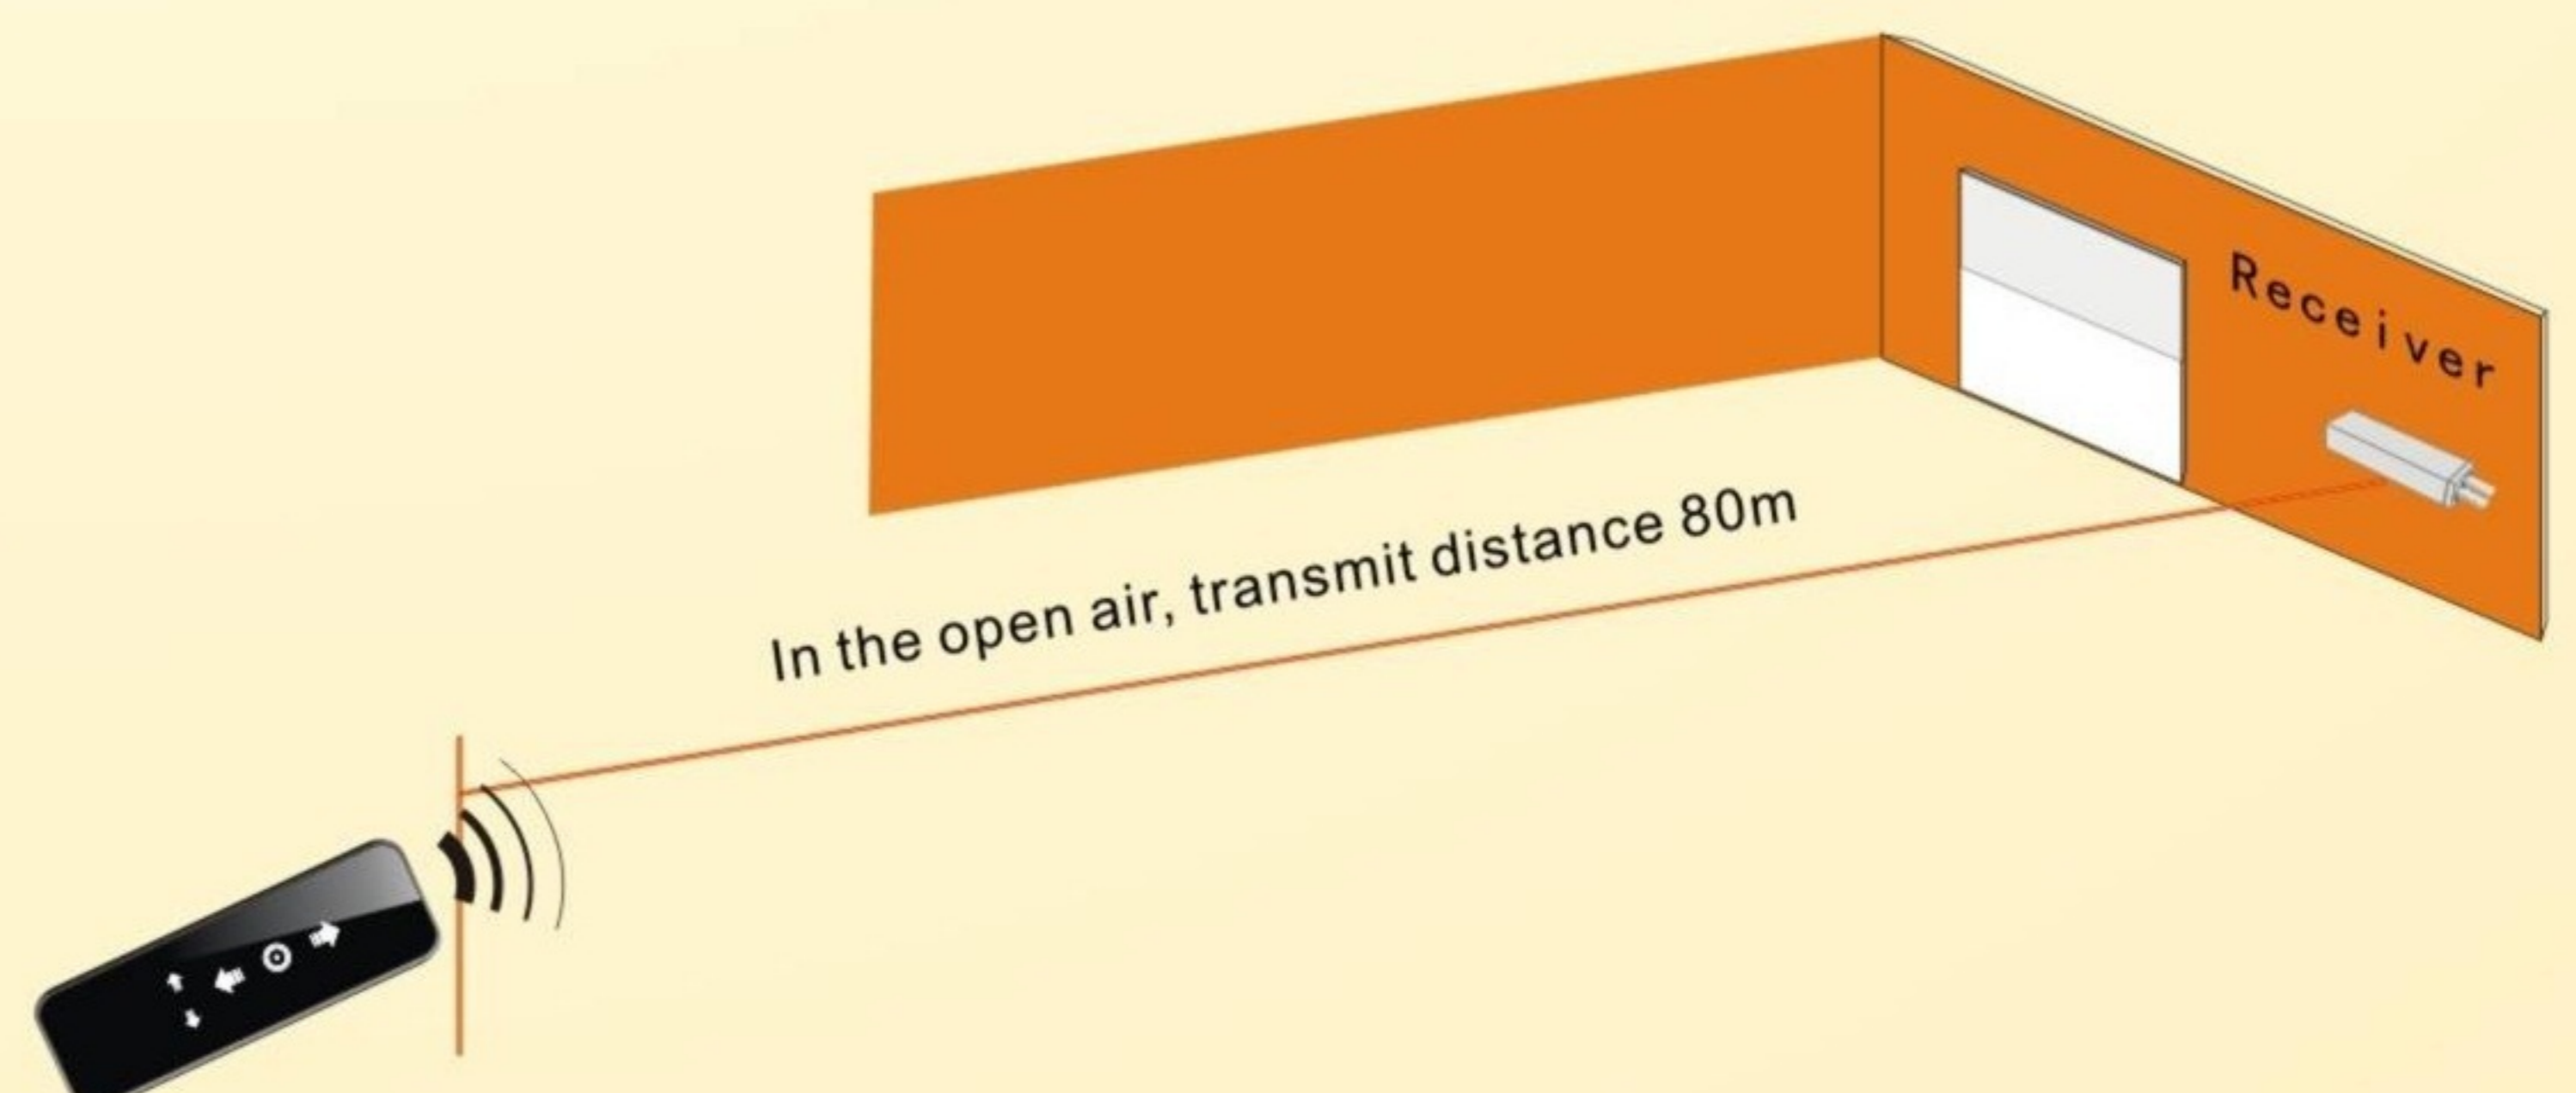 Receiver
In the open air, transmit distance 80m